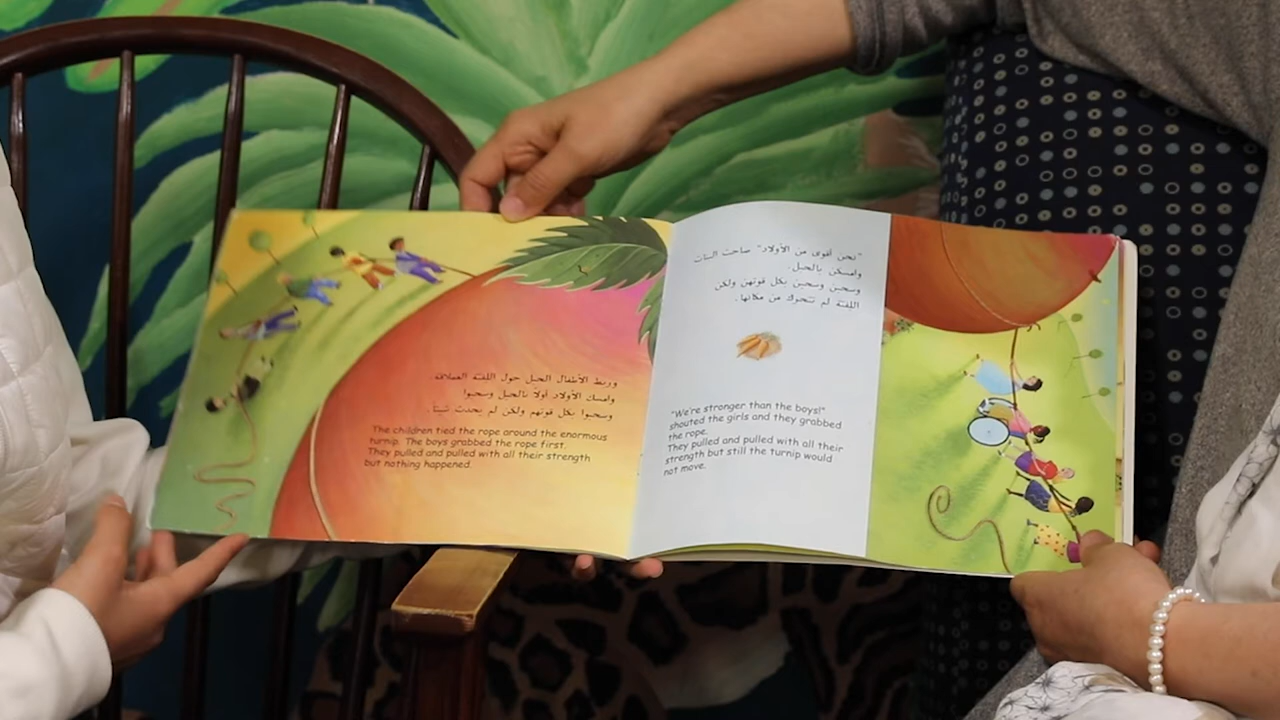 وربط الأطفال الحبل حول اللفتة العملاقة.
وامسك الأولاد أولاً بالحبل وسحبوا
وسحبوا بكل قوتهم ولكن لم يحدث شيئاً.
The children tied the rope around the enormous
turnip. The boys grabbed the rope first.
They pulled and pulled with all their strength
but nothing happened.
"نحن أقوى من الأولاد" صاحت البنات
وامسكن بالحبل.
وسحبن وسحبن بكل قوتهن ولكن
اللفتة لم تتحرك من مكانها.
"We're stronger than the boys!"
shouted the girls and they grabbed
the rope.
They pulled and pulled with all their
strength but still the turnip would
not move.